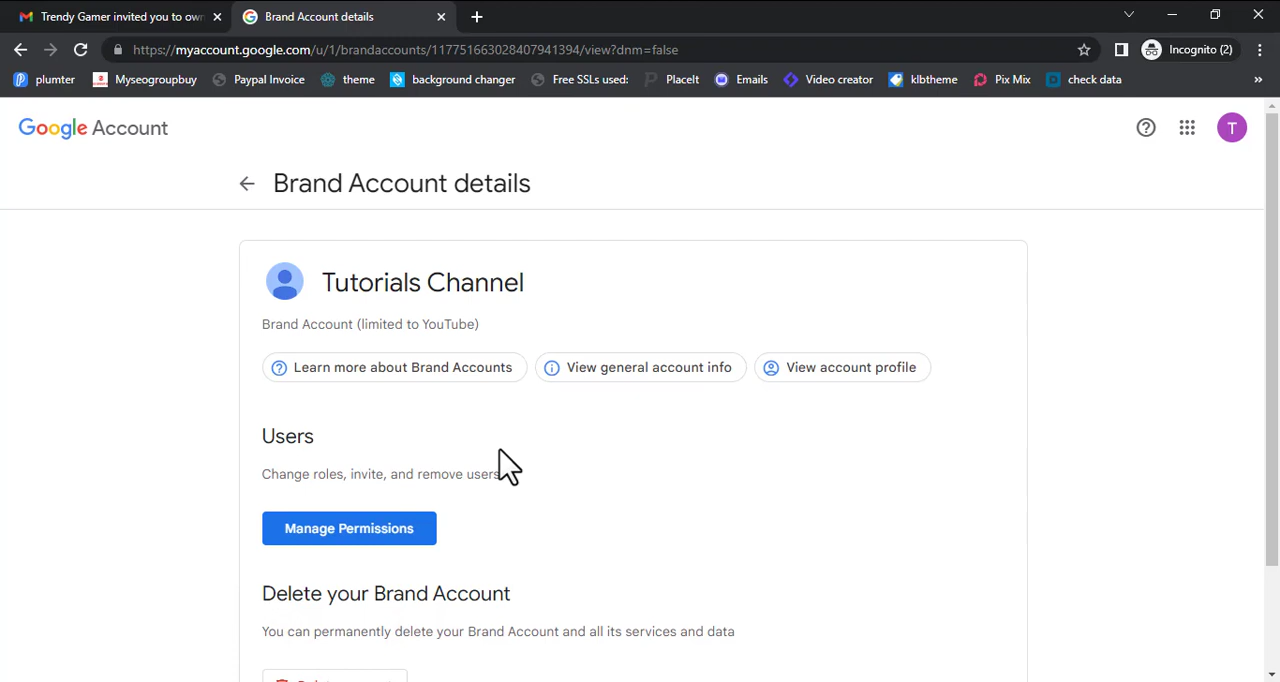 Trendy Gamer invited you to own
Brand Account details
https://myaccount.google.com/u/1/brandaccounts/117751663028407941394/view?dnm=false
Incognito (2)
plumter
Myseogroupbuy
Paypal Invoice
theme
background changer
Free SSLs used:
PlaceIt
Emails
Video creator
klbtheme
Pix Mix
check data
»
Google Account
T
Brand Account details
Tutorials Channel
Brand Account (limited to YouTube)
Learn more about Brand Accounts
View general account info
View account profile
Users
Change roles, invite, and remove users
Manage Permissions
Delete your Brand Account
You can permanently delete your Brand Account and all its services and data